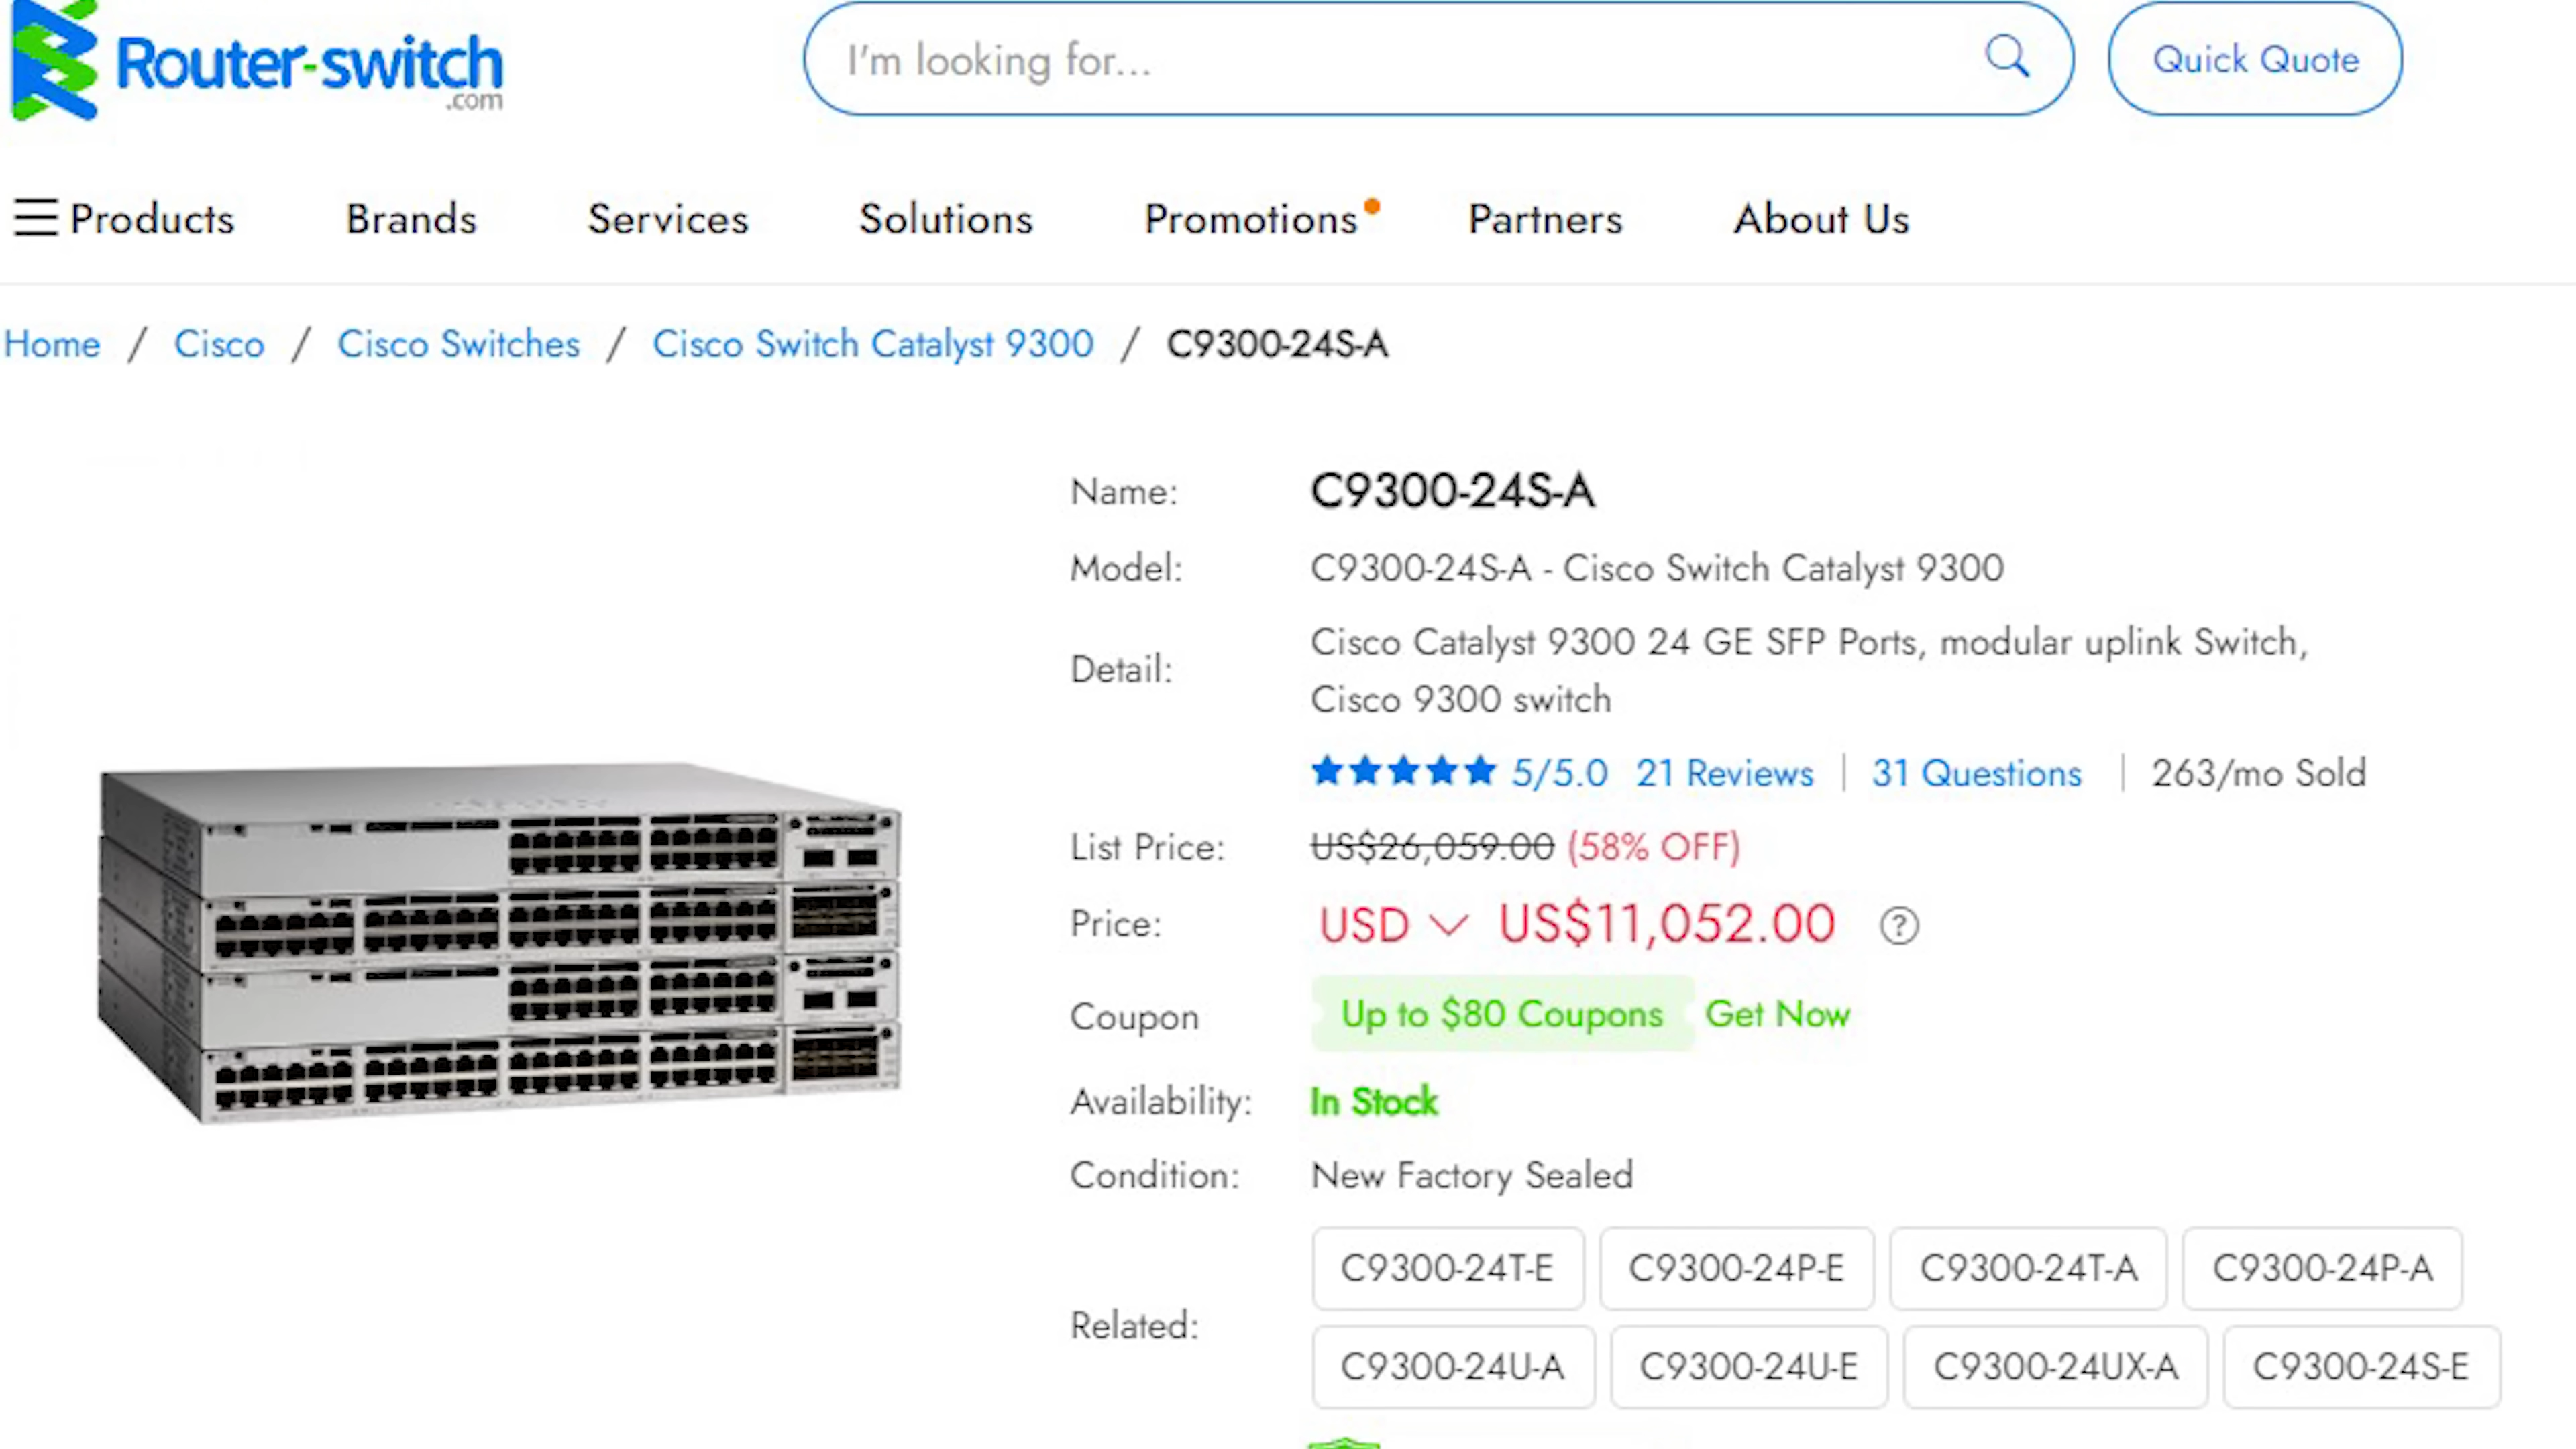 Router-switch
.com
I'm looking for...
Quick Quote
Products Brands Services Solutions Promotions Partners About Us
Home / Cisco / Cisco Switches / Cisco Switch Catalyst 9300 / C9300-24S-A
Name: C9300-24S-A
Model: C9300-24S-A - Cisco Switch Catalyst 9300
Detail: Cisco Catalyst 9300 24 GE SFP Ports, modular uplink Switch,
Cisco 9300 switch
5/5.0 21 Reviews | 31 Questions | 263/mo Sold
List Price: US$26,059.00 (58% OFF)
Price: USD US$11,052.00 ?
Coupon Up to $80 Coupons Get Now
Availability: In Stock
Condition: New Factory Sealed
Related: C9300-24T-E C9300-24P-E C9300-24T-A C9300-24P-A
C9300-24U-A C9300-24U-E C9300-24UX-A C9300-24S-E